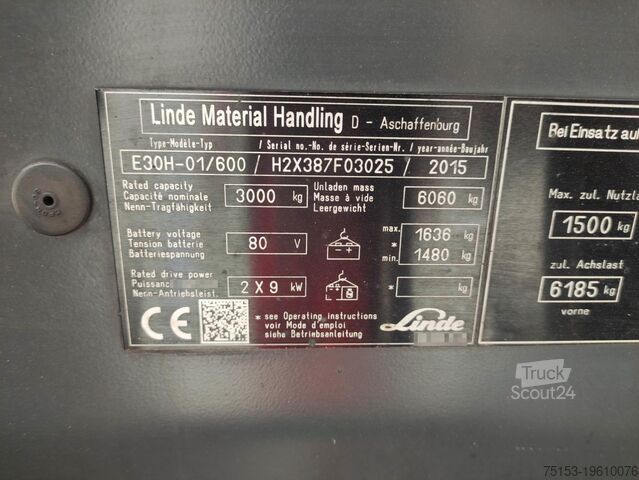 Linde Material Handling D - Aschaffenburg
Type-Modèle-Typ / Serial no.-No. de série-Serien-Nr. / year-année-Baujahr
E30H-01/600 / H2X387F03025 / 2015
Rated capacity
Capacité nominale
Nenn-Tragfähigkeit
3000 kg
Unladen mass
Masse à vide
Leergewicht
6060 kg
Battery voltage
Tension batterie
Batteriespannung
80 V
max. 1636 kg
*
min. 1480 kg
Rated drive power
Puissanc
Nenn-Antriebsleist.
2 X 9 kW
* kg
CE
* see Operating instructions
voir Mode d'emploi
siehe Betriebsanleitung
Linde
Bei Einsatz auf
Max. zul. Nutzla
1500 kg
zul. Achslast
6185 kg
vorne
Truck
Scout24
75153-19610076